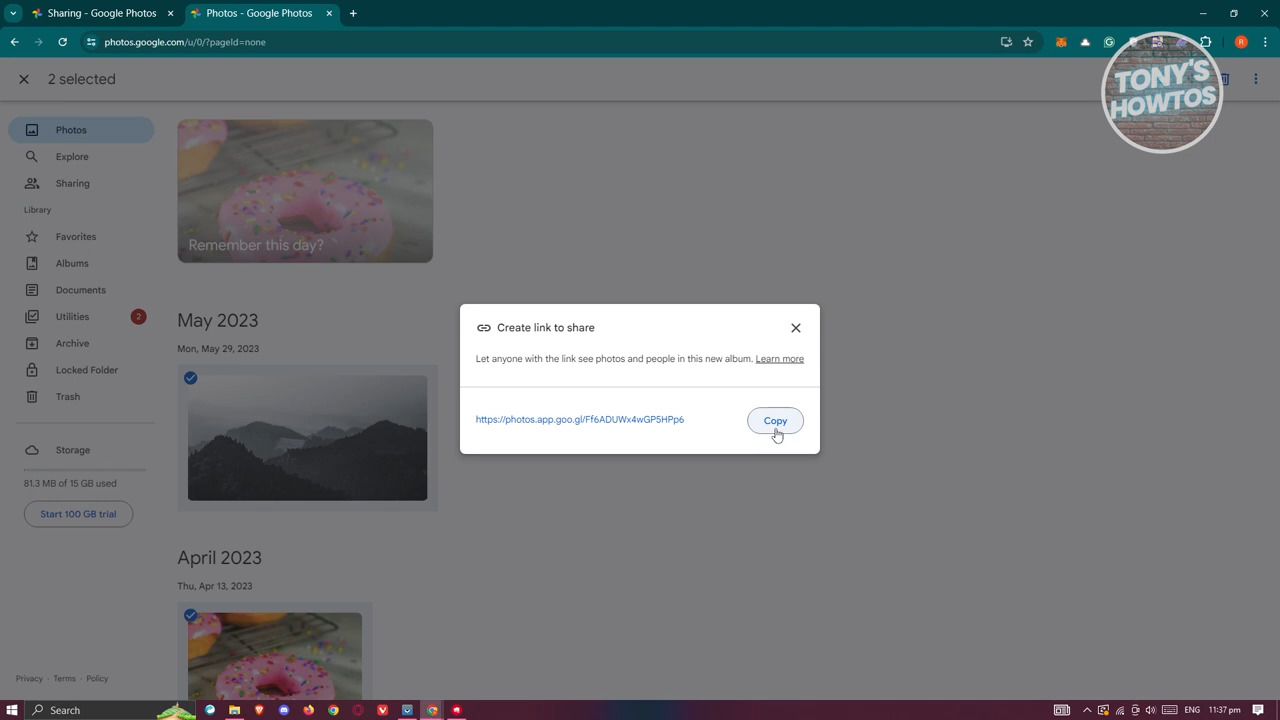 Sharing - Google Photos
Photos - Google Photos
photos.google.com/u/0/?pageId=none
R
2 selected
TONY'S
HOWTOS
Photos
Explore
Sharing
Library
Favorites
Albums
Documents
Utilities
2
Archive
Locked Folder
Trash
Storage
81.3 MB of 15 GB used
Start 100 GB trial
Privacy · Terms · Policy
Remember this day?
May 2023
Mon, May 29, 2023
April 2023
Thu, Apr 13, 2023
Create link to share
Let anyone with the link see photos and people in this new album. Learn more
https://photos.app.goo.gl/Ff6ADUWx4wGP5HPp6
Copy
Search
ENG
11:37 pm